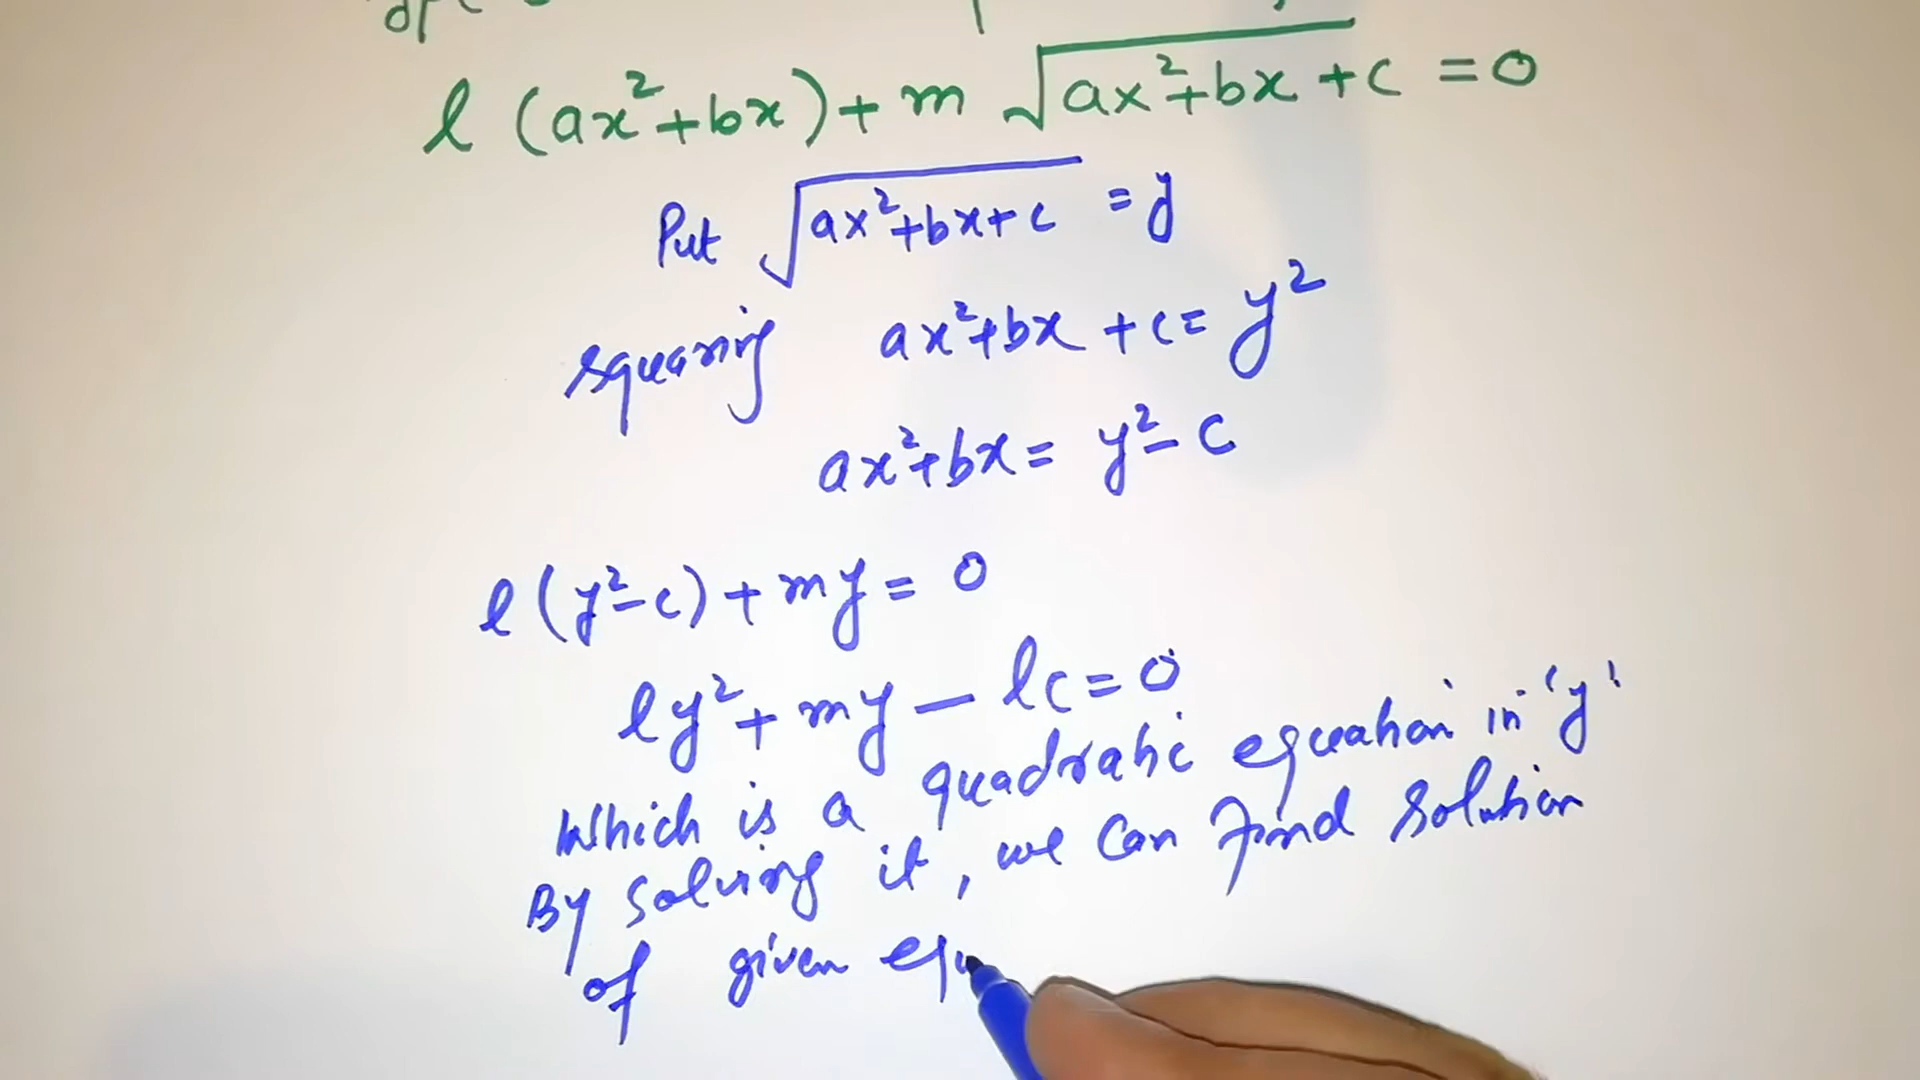 l (ax²+bx)+m √ax²+bx+c =0
Put √ax²+bx+c =y
squaring ax²+bx+c= y²
ax²+bx= y²-c
l(y²-c)+my=0
ly²+my-lc=0
Which is a quadratic equation in 'y'
By solving it, we can find solution
of given equ